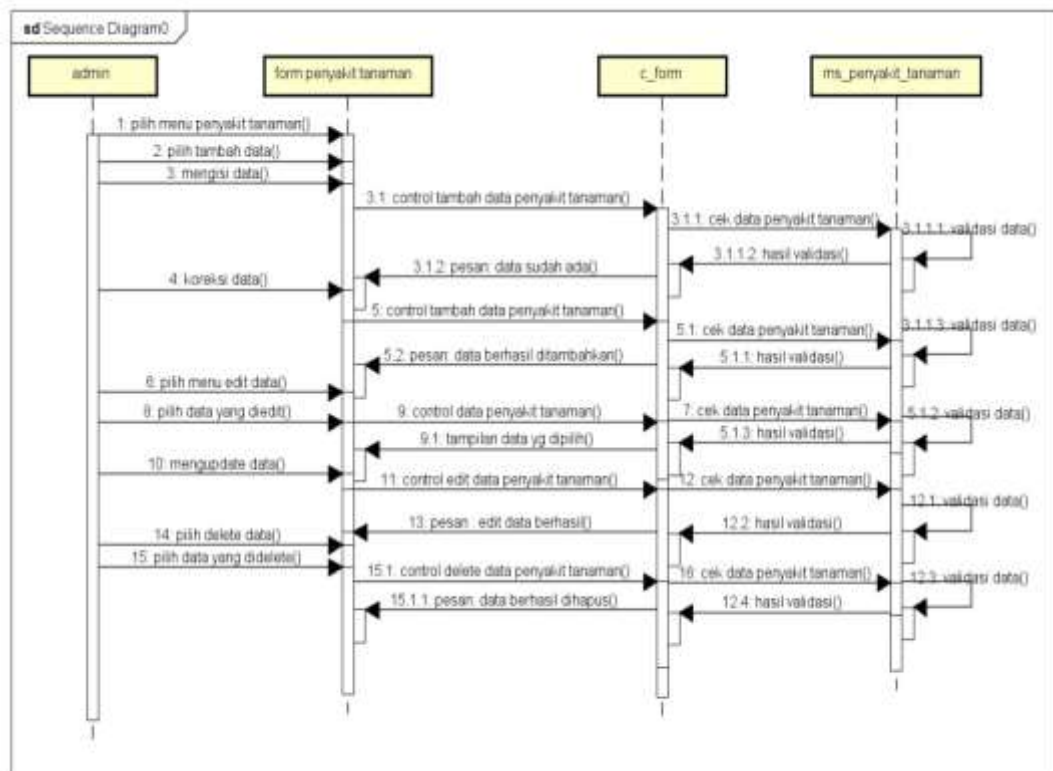 sd Sequence Diagram0
admin
form penyakit tanaman
c_form
ms_penyakit_tanaman
1: pilih menu penyakit tanaman()
2: pilih tambah data()
3: mengisi data()
3.1: control tambah data penyakit tanaman()
3.1.1: cek data penyakit tanaman()
3.1.1.1: validasi data()
3.1.1.2: hasil validasi()
3.1.2: pesan: data sudah ada()
4: koreksi data()
5: control tambah data penyakit tanaman()
5.1: cek data penyakit tanaman()
3.1.1.3: validasi data()
5.2: pesan: data berhasil ditambahkan()
5.1.1: hasil validasi()
6: pilih menu edit data()
8: pilih data yang diedit()
9: control data penyakit tanaman()
7: cek data penyakit tanaman()
5.1.2: validasi data()
9.1: tampilan data yg dipilih()
5.1.3: hasil validasi()
10: mengupdate data()
11: control edit data penyakit tanaman()
12: cek data penyakit tanaman()
12.1: validasi data()
13: pesan : edit data berhasil()
12.2: hasil validasi()
14: pilih delete data()
15: pilih data yang didelete()
15.1: control delete data penyakit tanaman()
16: cek data penyakit tanaman()
12.3: validasi data()
15.1.1: pesan: data berhasil dihapus()
12.4: hasil validasi()